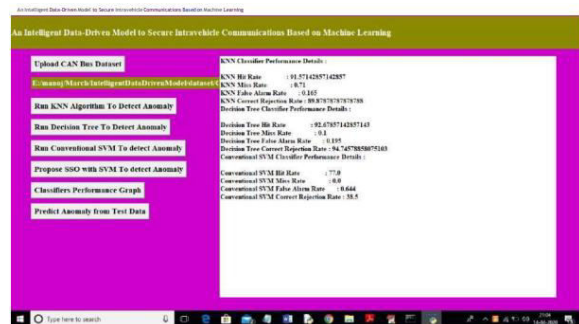 An Intelligent Data-Driven Model to Secure Intravehicle Communications Based on Machine Learning
An Intelligent Data-Driven Model to Secure Intravehicle Communications Based on Machine Learning
Upload CAN Bus Dataset
E:/manoj/March/IntelligentDataDrivenModel/dataset/C
Run KNN Algorithm To Detect Anomaly
Run Decision Tree To Detect Anomaly
Run Conventional SVM To detect Anomaly
Propose SSO with SVM To detect Anomaly
Classifiers Performance Graph
Predict Anomaly from Test Data
KNN Classifier Performance Details :
KNN Hit Rate : 91.57142857142857
KNN Miss Rate : 0.71
KNN False Alarm Rate : 0.165
KNN Correct Rejection Rate : 89.87878787878788
Decision Tree Classifier Performance Details :
Decision Tree Hit Rate : 92.67857142857143
Decision Tree Miss Rate : 0.1
Decision Tree False Alarm Rate : 0.195
Decision Tree Correct Rejection Rate :
Conventional SVM Classifier Performance Details :
Conventional SVM Hit Rate : 77.0
Conventional SVM Miss Rate : 0.0
Conventional SVM False Alarm Rate : 0.644
Conventional SVM Correct Rejection Rate : 38.5
Type here to search
21:04